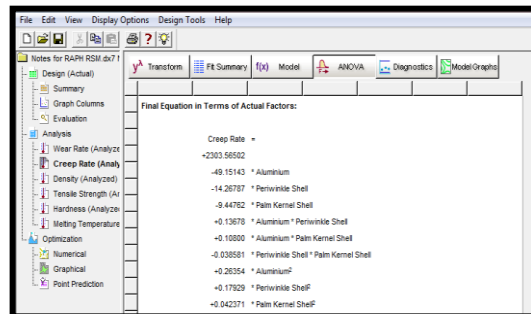 File Edit View Display Options Design Tools Help
Notes for RAPH RSM.dx7
Design (Actual)
Summary
Graph Columns
Evaluation
Analysis
Wear Rate (Analyze
Creep Rate (Analy
Density (Analyzed)
Tensile Strength (Ar
Hardness (Analyzed
Melting Temperature
Optimization
Numerical
Graphical
Point Prediction
yλ Transform Fit Summary f(x) Model ANOVA Diagnostics Model Graphs
Final Equation in Terms of Actual Factors:
Creep Rate =
+2303.56502
-49.15143 * Aluminium
-14.26787 * Periwinkle Shell
-9.44762 * Palm Kernel Shell
+0.13678 * Aluminium * Periwinkle Shell
+0.10800 * Aluminium * Palm Kernel Shell
-0.038581 * Periwinkle Shell * Palm Kernel Shell
+0.26354 * Aluminium2
+0.17929 * Periwinkle Shell2
+0.042371 * Palm Kernel Shell2